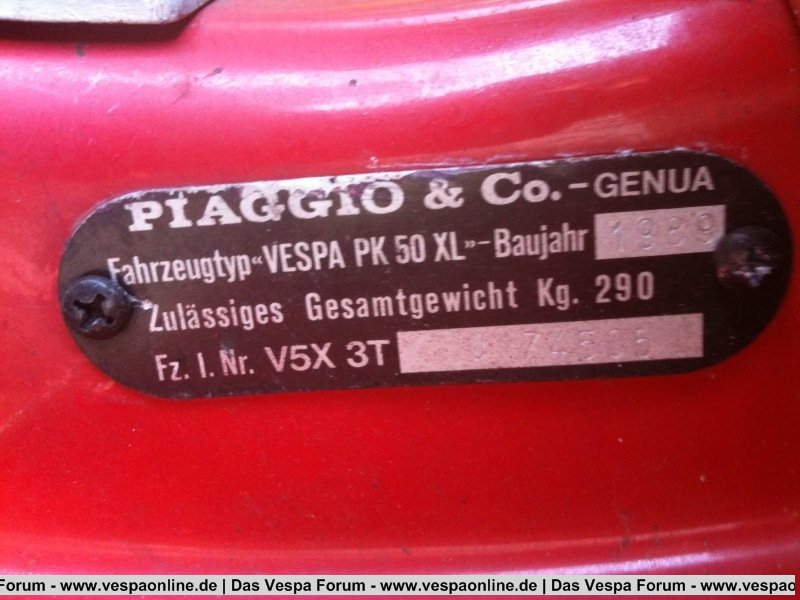 PIAGGIO & Co.-GENUA
Fahrzeugtyp«VESPA PK 50 XL»-Baujahr 1989
Zulässiges Gesamtgewicht Kg. 290
Fz. I. Nr. V5X 3T
Forum - www.vespaonline.de | Das Vespa Forum - www.vespaonline.de | Das Vespa Forum - www.vespao